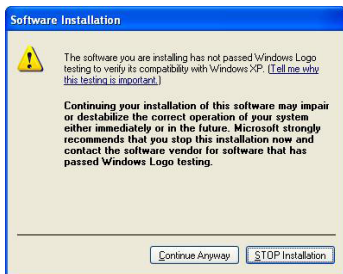 Software Installation
The software you are installing has not passed Windows Logo
testing to verify its compatibility with Windows XP. (Tell me why
this testing is important.)
Continuing your installation of this software may impair
or destabilize the correct operation of your system
either immediately or in the future. Microsoft strongly
recommends that you stop this installation now and
contact the software vendor for software that has
passed Windows Logo testing.
Continue Anyway
STOP Installation